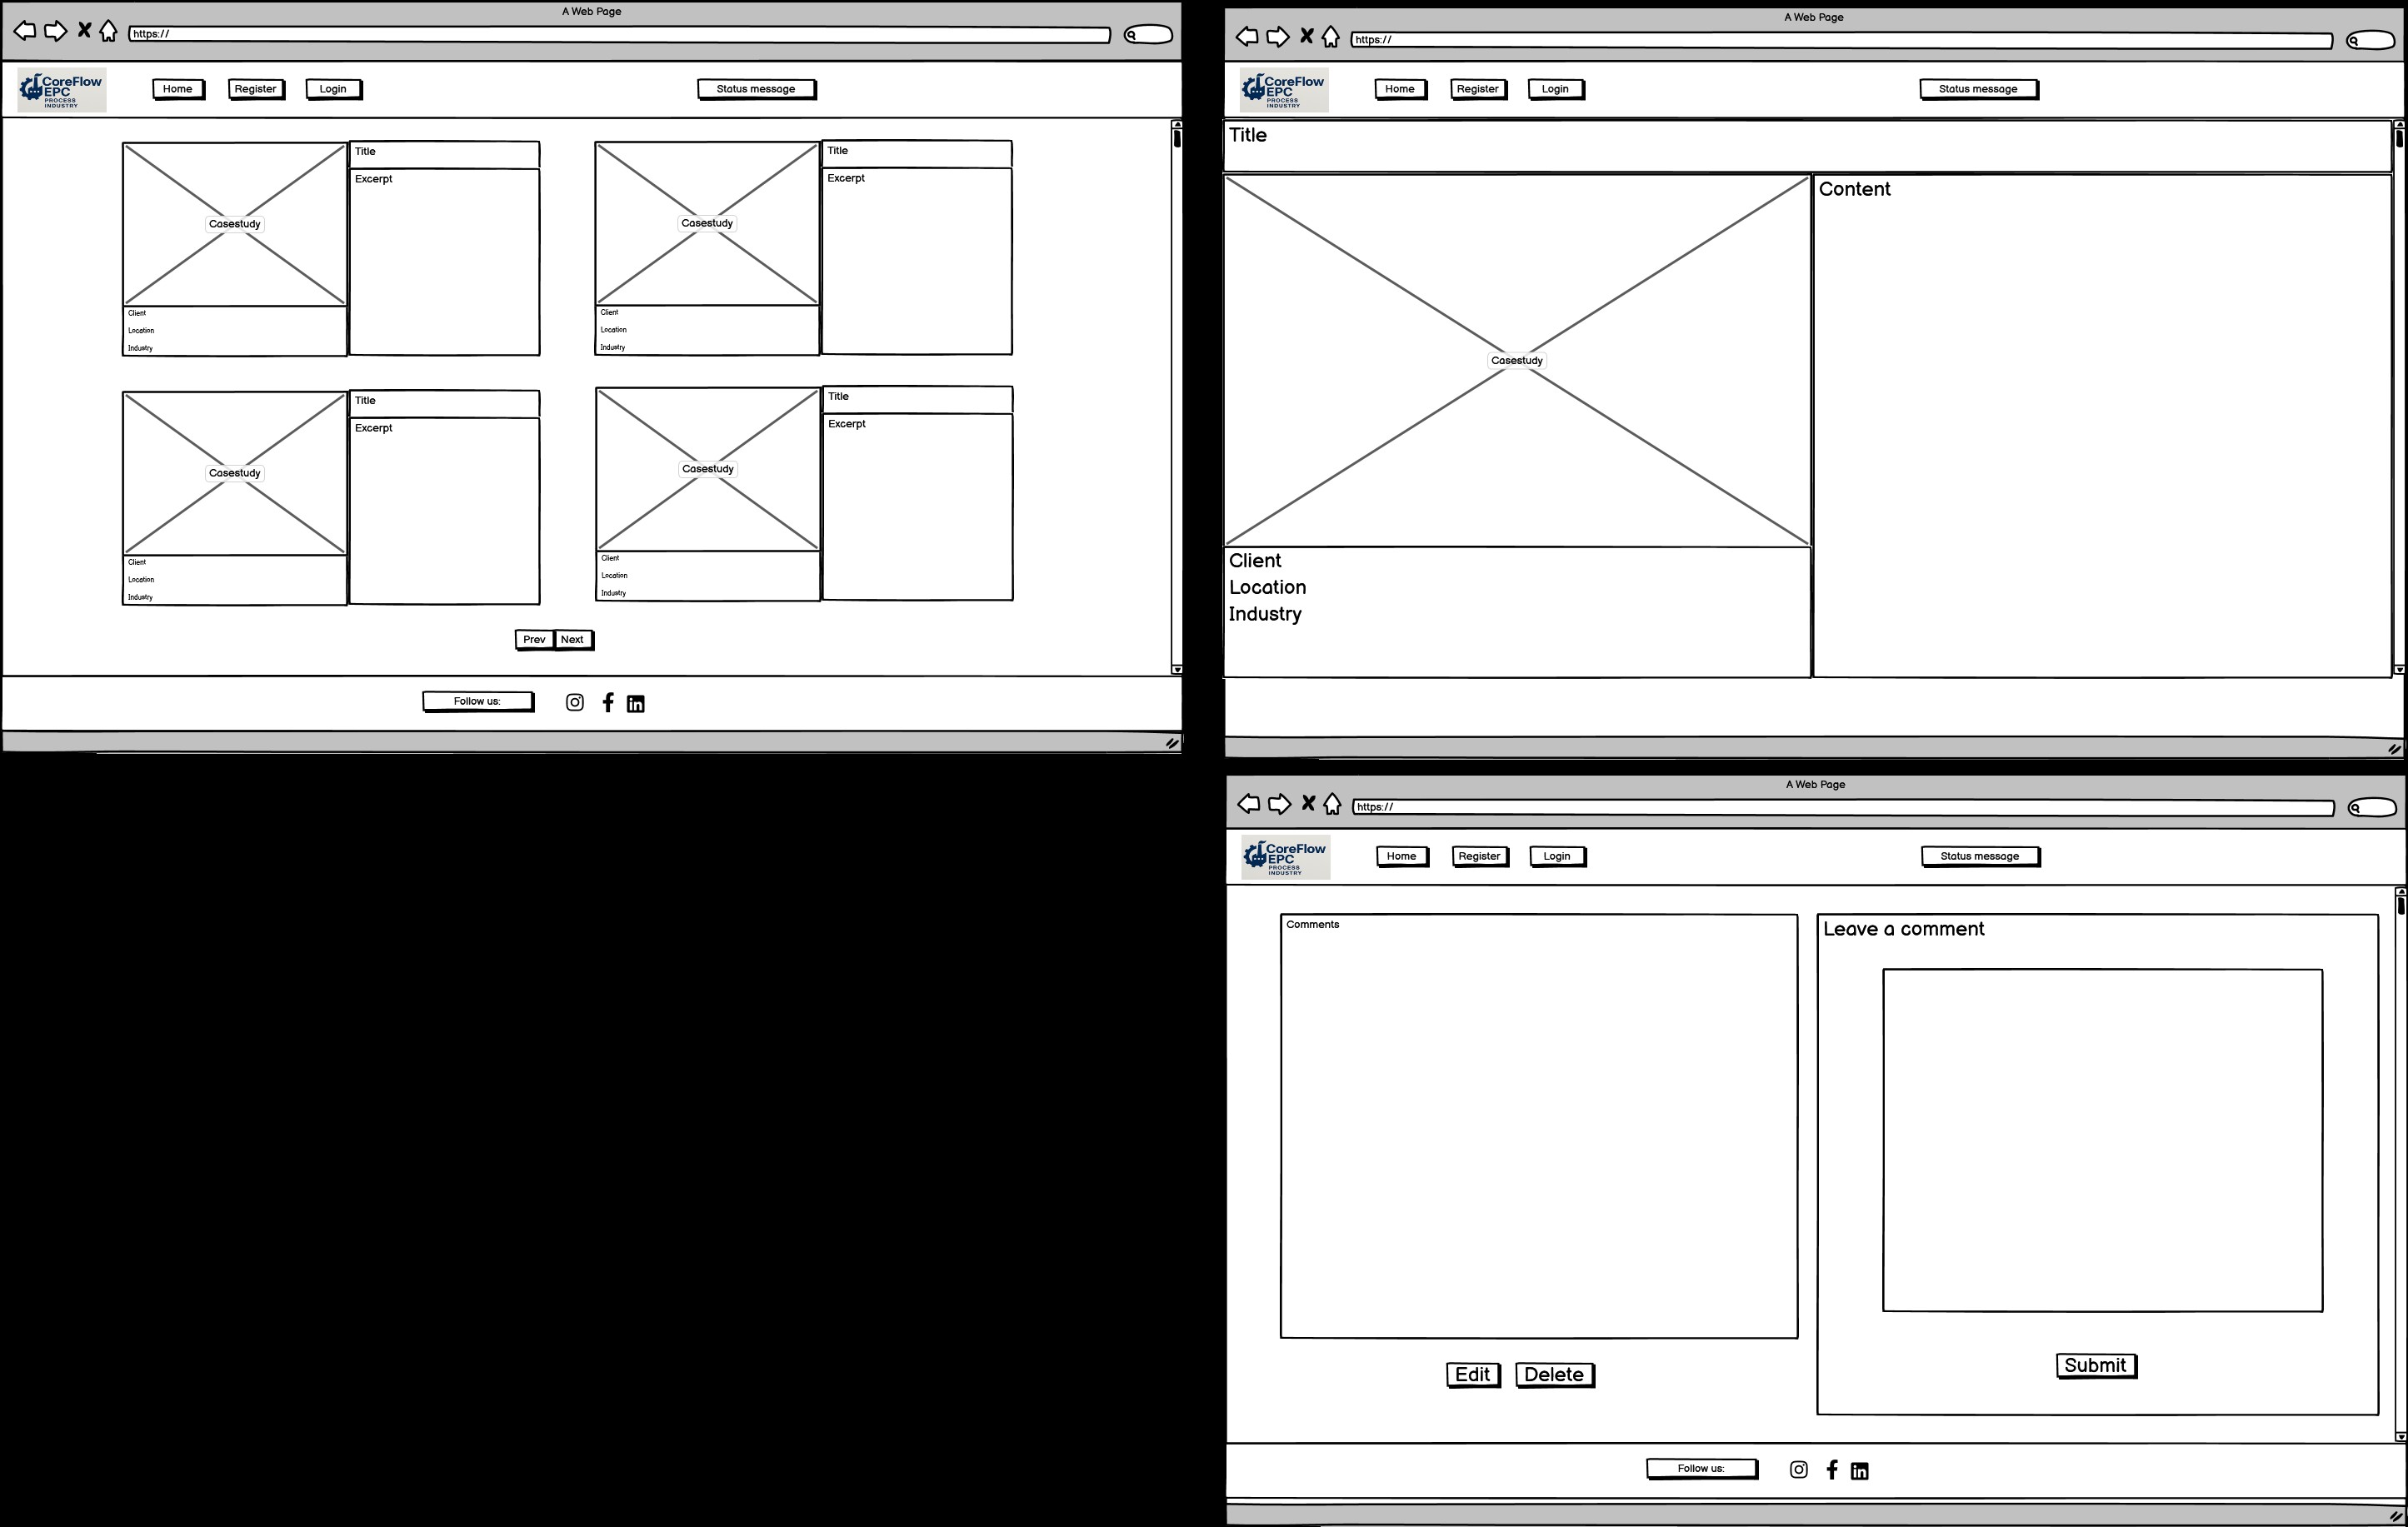 A Web Page
https://
CoreFlow
EPC
PROCESS
INDUSTRY
Home
Register
Login
Status message
Casestudy
Title
Excerpt
Client
Location
Industry
Casestudy
Title
Excerpt
Client
Location
Industry
Casestudy
Title
Excerpt
Client
Location
Industry
Casestudy
Title
Excerpt
Client
Location
Industry
Prev
Next
Follow us:
A Web Page
https://
CoreFlow
EPC
PROCESS
INDUSTRY
Home
Register
Login
Status message
Title
Casestudy
Content
Client
Location
Industry
A Web Page
https://
CoreFlow
EPC
PROCESS
INDUSTRY
Home
Register
Login
Status message
Comments
Edit
Delete
Leave a comment
Submit
Follow us: